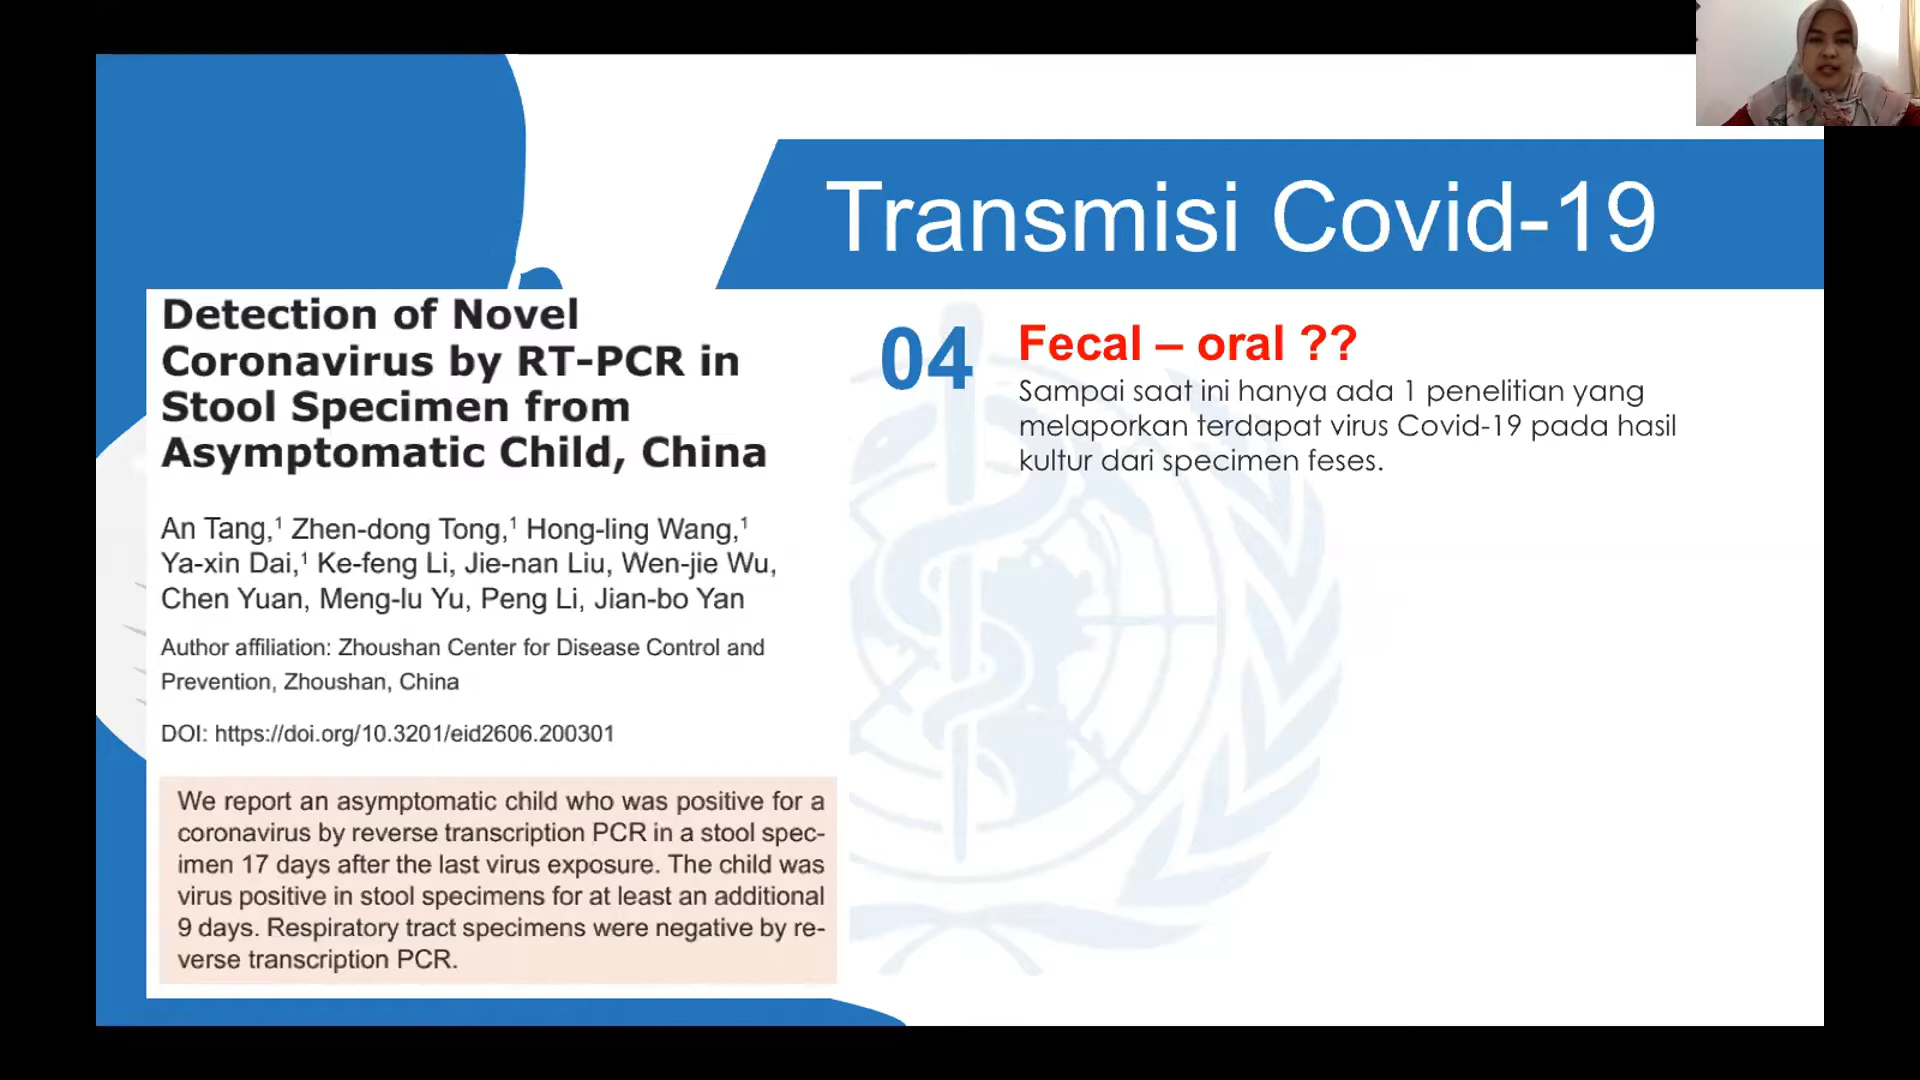 Transmisi Covid-19
Detection of Novel
Coronavirus by RT-PCR in
Stool Specimen from
Asymptomatic Child, China
An Tang,¹ Zhen-dong Tong,¹ Hong-ling Wang,¹
Ya-xin Dai,¹ Ke-feng Li, Jie-nan Liu, Wen-jie Wu,
Chen Yuan, Meng-lu Yu, Peng Li, Jian-bo Yan
Author affiliation: Zhoushan Center for Disease Control and
Prevention, Zhoushan, China
DOI: https://doi.org/10.3201/eid2606.200301
We report an asymptomatic child who was positive for a
coronavirus by reverse transcription PCR in a stool spec-
imen 17 days after the last virus exposure. The child was
virus positive in stool specimens for at least an additional
9 days. Respiratory tract specimens were negative by re-
verse transcription PCR.
04
Fecal – oral ??
Sampai saat ini hanya ada 1 penelitian yang
melaporkan terdapat virus Covid-19 pada hasil
kultur dari specimen feses.